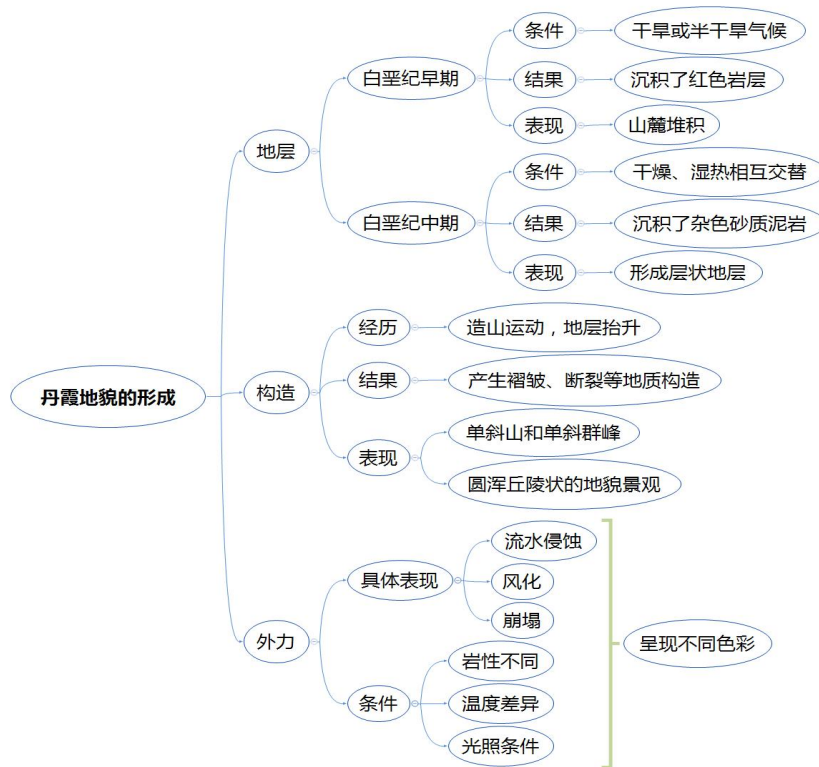 丹霞地貌的形成
地层
白垩纪早期
条件
干旱或半干旱气候
结果
沉积了红色岩层
表现
山麓堆积
白垩纪中期
条件
干燥、湿热相互交替
结果
沉积了杂色砂质泥岩
表现
形成层状地层
构造
经历
造山运动，地层抬升
结果
产生褶皱、断裂等地质构造
表现
单斜山和单斜群峰
圆浑丘陵状的地貌景观
外力
具体表现
流水侵蚀
风化
崩塌
条件
岩性不同
温度差异
光照条件
呈现不同色彩